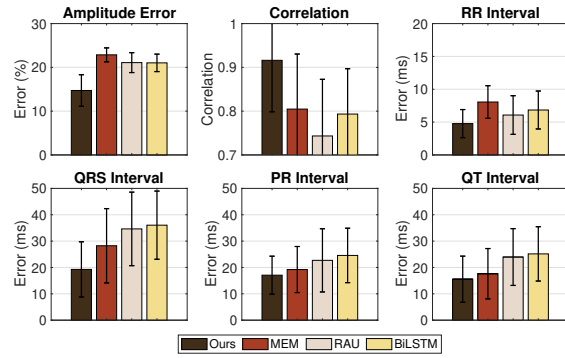 Amplitude Error
Correlation
RR Interval
30
20
10
0
Error (%)
1
0.9
0.8
0.7
Correlation
20
15
10
5
0
Error (ms)
QRS Interval
PR Interval
QT Interval
50
40
30
20
10
0
Error (ms)
50
40
30
20
10
0
Error (ms)
50
40
30
20
10
0
Error (ms)
Ours MEM RAU BiLSTM